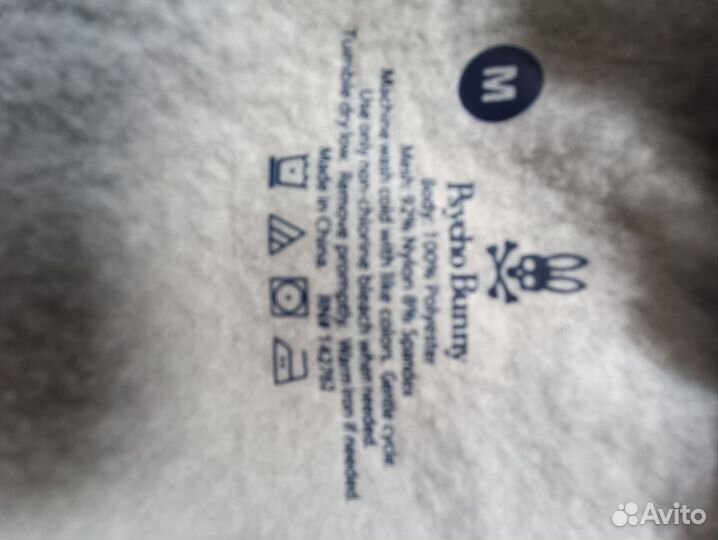 M
Psycho Bunny
Body: 100% Polyester
Mesh: 92% Nylon 8% Spandex
Machine wash cold with like colors. Gentle cycle
Use only non-chlorine bleach when needed.
Tumble dry low. Remove promptly. Warm iron if needed.
Made in China RN# 142762
Avito